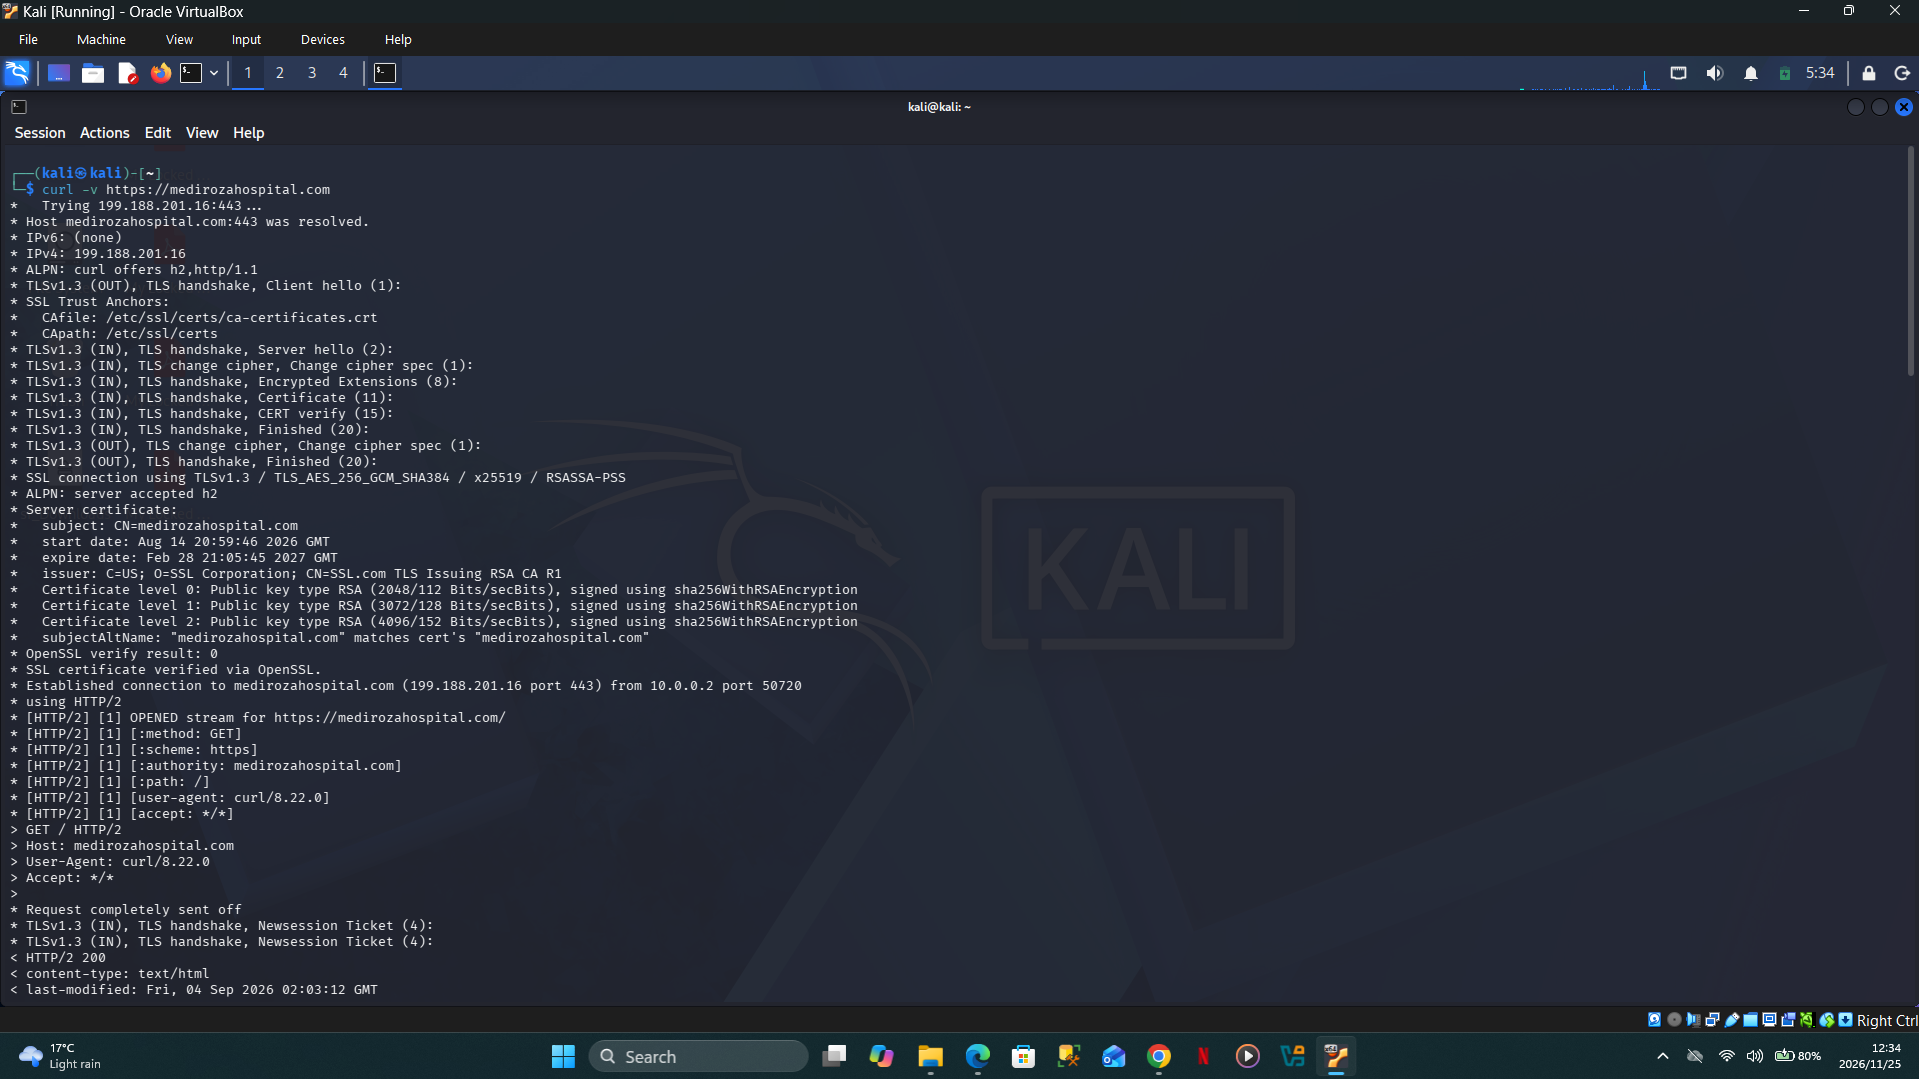 Kali [Running] - Oracle VirtualBox
File Machine View Input Devices Help
1 2 3 4
5:34
kali@kali: ~
Session Actions Edit View Help
┌──(kali㉿kali)-[~]
└─$ curl -v https://medirozahospital.com
*   Trying 199.188.201.16:443...
* Host medirozahospital.com:443 was resolved.
* IPv6: (none)
* IPv4: 199.188.201.16
* ALPN: curl offers h2,http/1.1
* TLSv1.3 (OUT), TLS handshake, Client hello (1):
* SSL Trust Anchors:
*   CAfile: /etc/ssl/certs/ca-certificates.crt
*   CApath: /etc/ssl/certs
* TLSv1.3 (IN), TLS handshake, Server hello (2):
* TLSv1.3 (IN), TLS change cipher, Change cipher spec (1):
* TLSv1.3 (IN), TLS handshake, Encrypted Extensions (8):
* TLSv1.3 (IN), TLS handshake, Certificate (11):
* TLSv1.3 (IN), TLS handshake, CERT verify (15):
* TLSv1.3 (IN), TLS handshake, Finished (20):
* TLSv1.3 (OUT), TLS change cipher, Change cipher spec (1):
* TLSv1.3 (OUT), TLS handshake, Finished (20):
* SSL connection using TLSv1.3 / TLS_AES_256_GCM_SHA384 / x25519 / RSASSA-PSS
* ALPN: server accepted h2
* Server certificate:
*   subject: CN=medirozahospital.com
*   start date: Aug 14 20:59:46 2026 GMT
*   expire date: Feb 28 21:05:45 2027 GMT
*   issuer: C=US; O=SSL Corporation; CN=SSL.com TLS Issuing RSA CA R1
*   Certificate level 0: Public key type RSA (2048/112 Bits/secBits), signed using sha256WithRSAEncryption
*   Certificate level 1: Public key type RSA (3072/128 Bits/secBits), signed using sha256WithRSAEncryption
*   Certificate level 2: Public key type RSA (4096/152 Bits/secBits), signed using sha256WithRSAEncryption
*   subjectAltName: "medirozahospital.com" matches cert's "medirozahospital.com"
* OpenSSL verify result: 0
* SSL certificate verified via OpenSSL.
* Established connection to medirozahospital.com (199.188.201.16 port 443) from 10.0.0.2 port 50720
* using HTTP/2
* [HTTP/2] [1] OPENED stream for https://medirozahospital.com/
* [HTTP/2] [1] [:method: GET]
* [HTTP/2] [1] [:scheme: https]
* [HTTP/2] [1] [:authority: medirozahospital.com]
* [HTTP/2] [1] [:path: /]
* [HTTP/2] [1] [user-agent: curl/8.22.0]
* [HTTP/2] [1] [accept: */*]
> GET / HTTP/2
> Host: medirozahospital.com
> User-Agent: curl/8.22.0
> Accept: */*
>
* Request completely sent off
* TLSv1.3 (IN), TLS handshake, Newsession Ticket (4):
* TLSv1.3 (IN), TLS handshake, Newsession Ticket (4):
< HTTP/2 200
< content-type: text/html
< last-modified: Fri, 04 Sep 2026 02:03:12 GMT
KALI
Right Ctrl
17°C
Light rain
Search
80%
12:34
2026/11/25